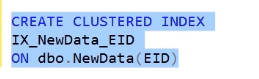 CREATE CLUSTERED INDEX
IX_NewData_EID
ON dbo.NewData(EID)